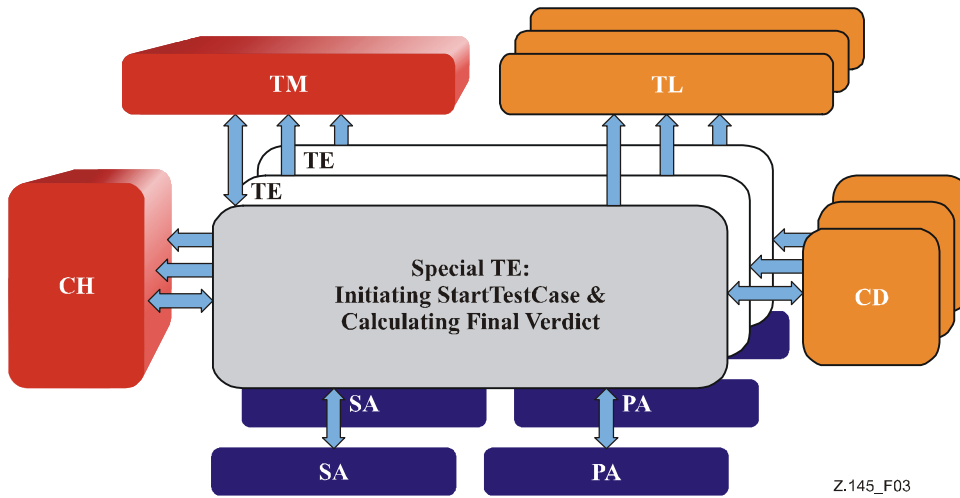 TM
TL
TE
TE
CH
Special TE:
Initiating StartTestCase &
Calculating Final Verdict
CD
SA
PA
SA
PA
Z.145_F03